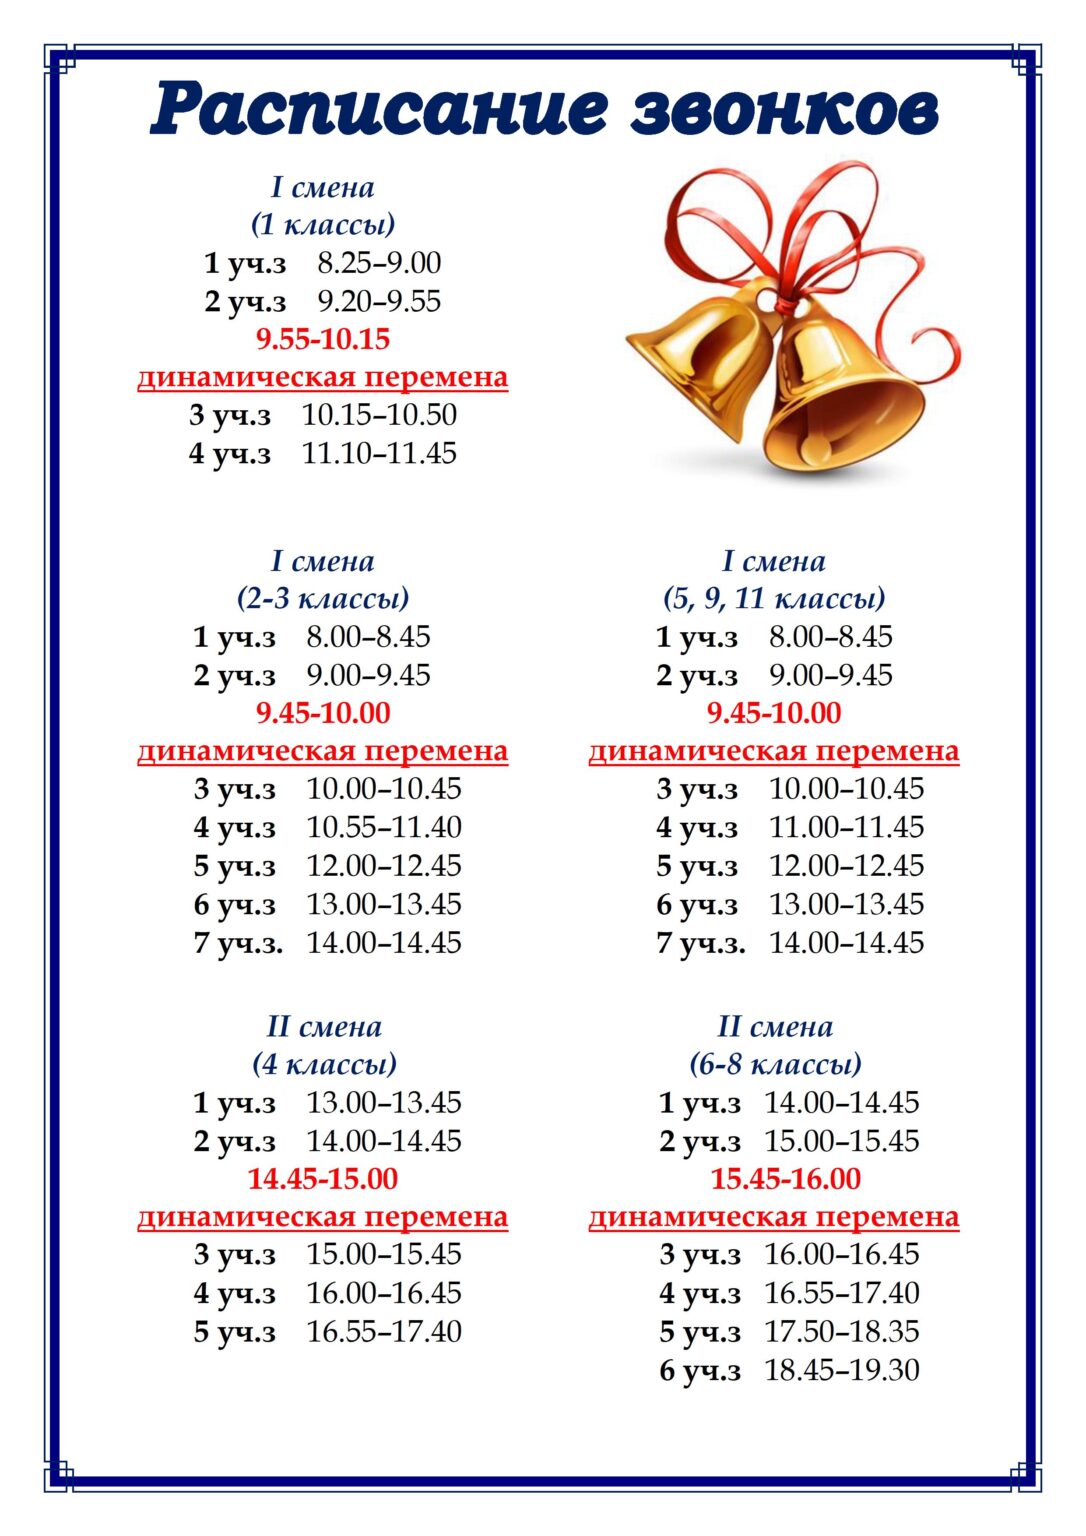 Расписание звонков
I смена
(1 классы)
1 уч.з 8.25–9.00
2 уч.з 9.20–9.55
9.55-10.15
динамическая перемена
3 уч.з 10.15–10.50
4 уч.з 11.10–11.45
I смена
(2-3 классы)
1 уч.з 8.00–8.45
2 уч.з 9.00–9.45
9.45-10.00
динамическая перемена
3 уч.з 10.00–10.45
4 уч.з 10.55–11.40
5 уч.з 12.00–12.45
6 уч.з 13.00–13.45
7 уч.з. 14.00–14.45
I смена
(5, 9, 11 классы)
1 уч.з 8.00–8.45
2 уч.з 9.00–9.45
9.45-10.00
динамическая перемена
3 уч.з 10.00–10.45
4 уч.з 11.00–11.45
5 уч.з 12.00–12.45
6 уч.з 13.00–13.45
7 уч.з. 14.00–14.45
II смена
(4 классы)
1 уч.з 13.00–13.45
2 уч.з 14.00–14.45
14.45-15.00
динамическая перемена
3 уч.з 15.00–15.45
4 уч.з 16.00–16.45
5 уч.з 16.55–17.40
II смена
(6-8 классы)
1 уч.з 14.00–14.45
2 уч.з 15.00–15.45
15.45-16.00
динамическая перемена
3 уч.з 16.00–16.45
4 уч.з 16.55–17.40
5 уч.з 17.50–18.35
6 уч.з 18.45–19.30